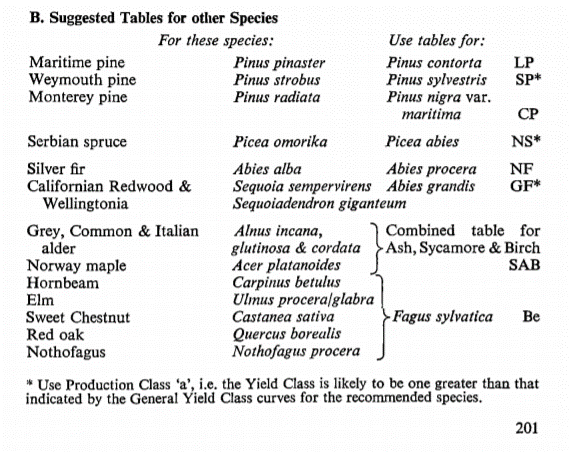 B. Suggested Tables for other Species
For these species: Use tables for:
Maritime pine Pinus pinaster Pinus contorta LP
Weymouth pine Pinus strobus Pinus sylvestris SP*
Monterey pine Pinus radiata Pinus nigra var.
maritima CP
Serbian spruce Picea omorika Picea abies NS*
Silver fir Abies alba Abies procera NF
Californian Redwood & Sequoia sempervirens Abies grandis GF*
Wellingtonia Sequoiadendron giganteum
Grey, Common & Italian Alnus incana, Combined table for
alder glutinosa & cordata Ash, Sycamore & Birch
Norway maple Acer platanoides SAB
Hornbeam Carpinus betulus
Elm Ulmus procera/glabra
Sweet Chestnut Castanea sativa Fagus sylvatica Be
Red oak Quercus borealis
Nothofagus Nothofagus procera
* Use Production Class 'a', i.e. the Yield Class is likely to be one greater than that
indicated by the General Yield Class curves for the recommended species.
201